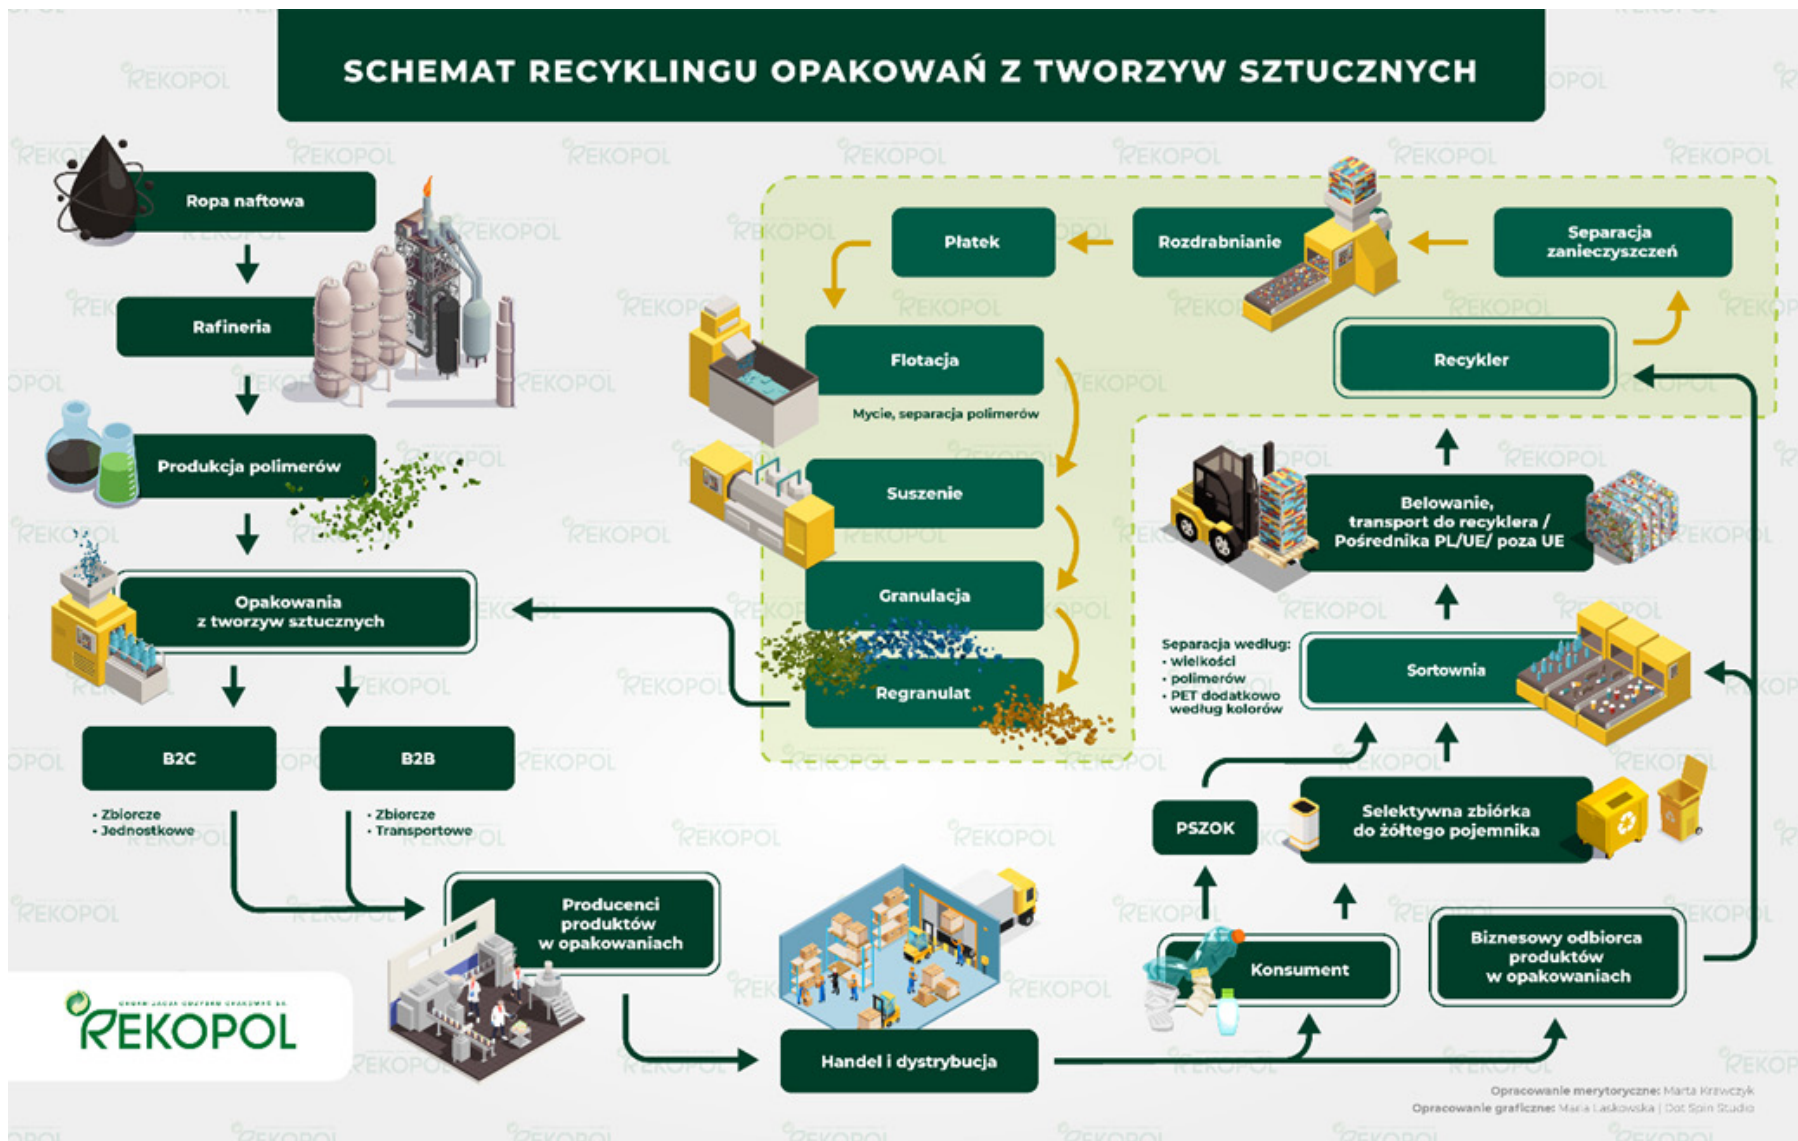 SCHEMAT RECYKLINGU OPAKOWAŃ Z TWORZYW SZTUCZNYCH
Ropa naftowa
Rafineria
Produkcja polimerów
Opakowania
z tworzyw sztucznych
B2C
• Zbiorcze
• Jednostkowe
B2B
• Zbiorcze
• Transportowe
Producenci
produktów
w opakowaniach
Handel i dystrybucja
Konsument
Biznesowy odbiorca
produktów
w opakowaniach
PSZOK
Selektywna zbiórka
do żółtego pojemnika
Separacja według:
• wielkości
• polimerów
• PET dodatkowo
według kolorów
Sortownia
Belowanie,
transport do recyklera /
Pośrednika PL/UE/ poza UE
Recykler
Separacja
zanieczyszczeń
Rozdrabnianie
Płatek
Flotacja
Mycie, separacja polimerów
Suszenie
Granulacja
Regranulat
ORGANIZACJA ODZYSKU OPAKOWAŃ SA
REKOPOL
Opracowanie merytoryczne: Marta Krawczyk
Opracowanie graficzne: Maria Laskowska | Dot Spin Studio